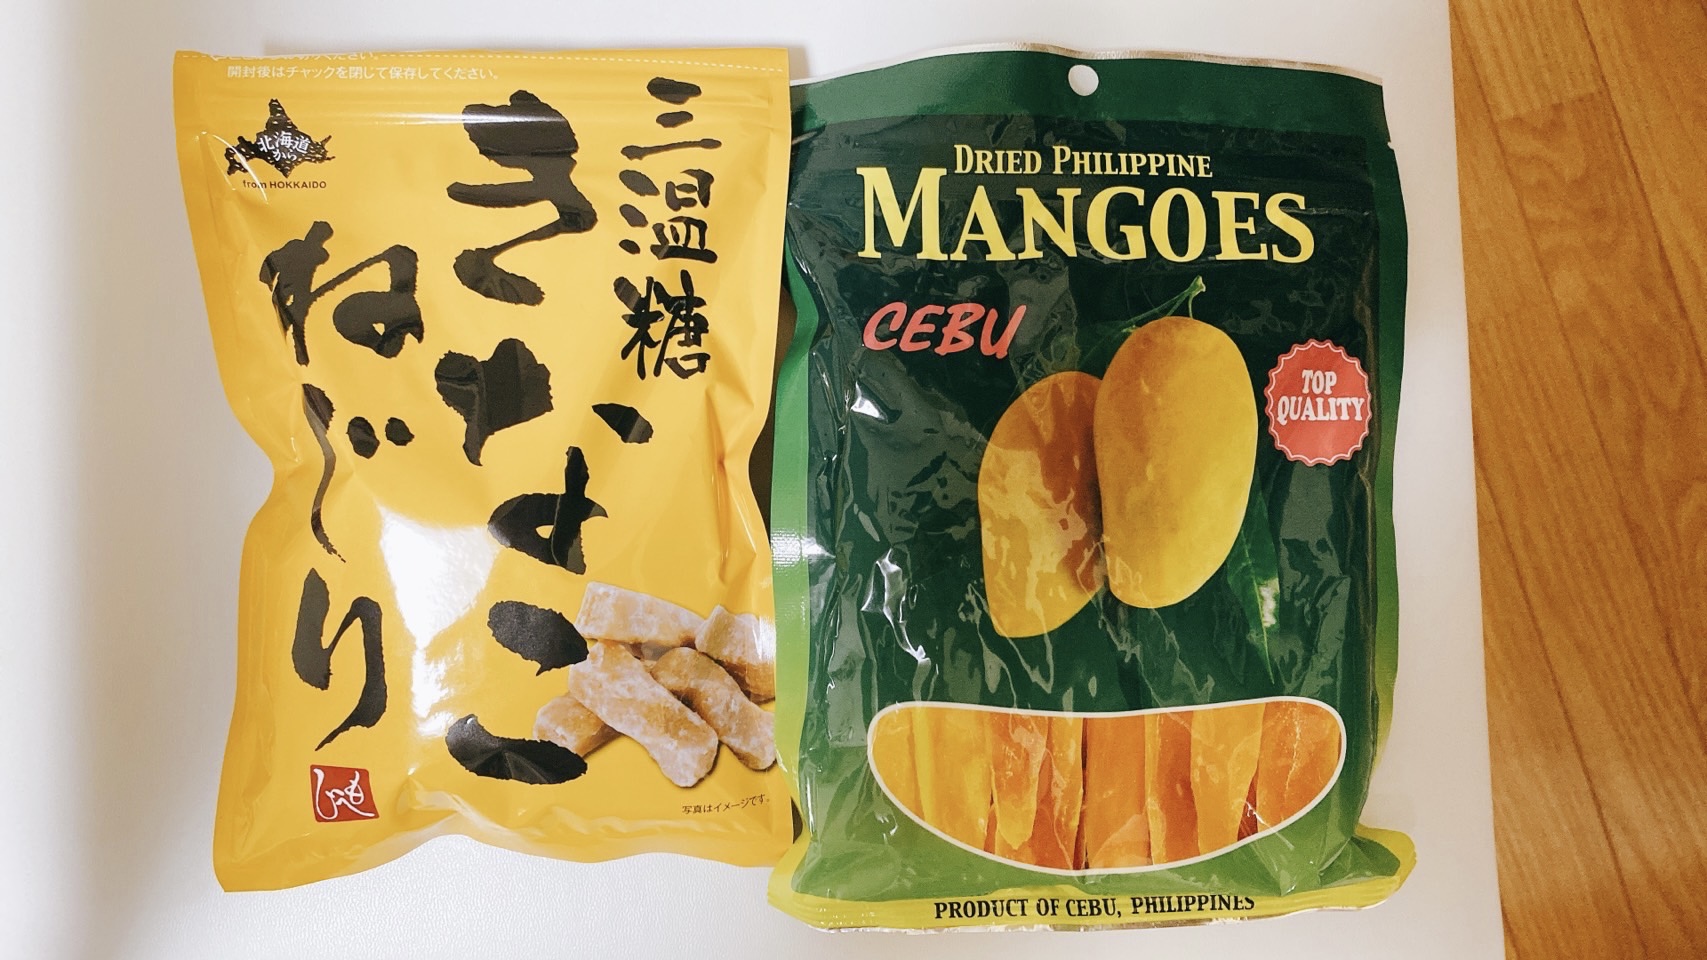 開封後はチャックを閉じて保存してください。
北海道
から
from HOKKAIDO
三温糖
きなこ
ねじり
写真はイメージです。
DRIED PHILIPPINE
MANGOES
CEBU
TOP
QUALITY
PRODUCT OF CEBU, PHILIPPINES